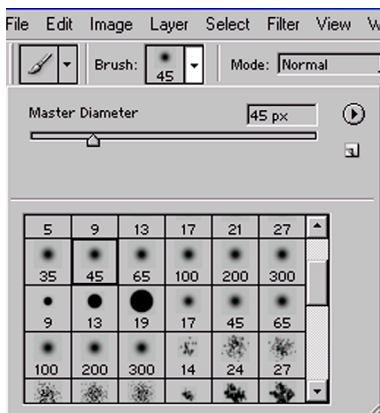 File Edit Image Layer Select Filter View
Brush: 45 Mode: Normal
Master Diameter 45 px
5 9 13 17 21 27
35 45 65 100 200 300
9 13 19 17 45 65
100 200 300 14 24 27